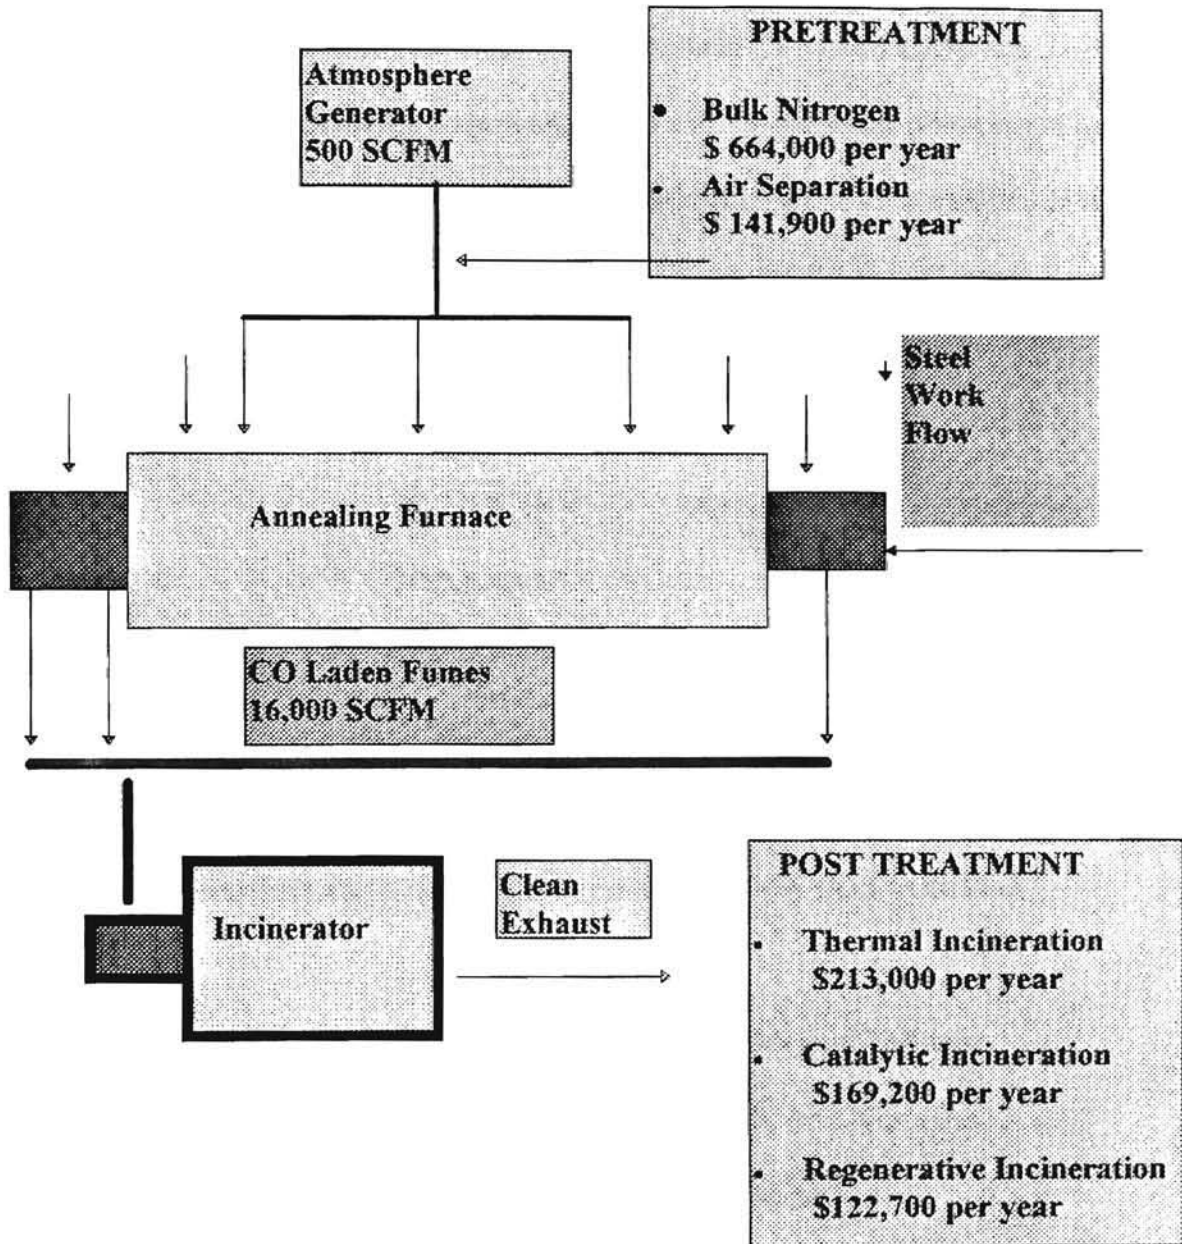 PRETREATMENT
Atmosphere
Generator
500 SCFM
• Bulk Nitrogen
$ 664,000 per year
• Air Separation
$ 141,900 per year
Steel
Work
Flow
Annealing Furnace
CO Laden Fumes
16,000 SCFM
Incinerator
Clean
Exhaust
POST TREATMENT
• Thermal Incineration
$213,000 per year
• Catalytic Incineration
$169,200 per year
• Regenerative Incineration
$122,700 per year